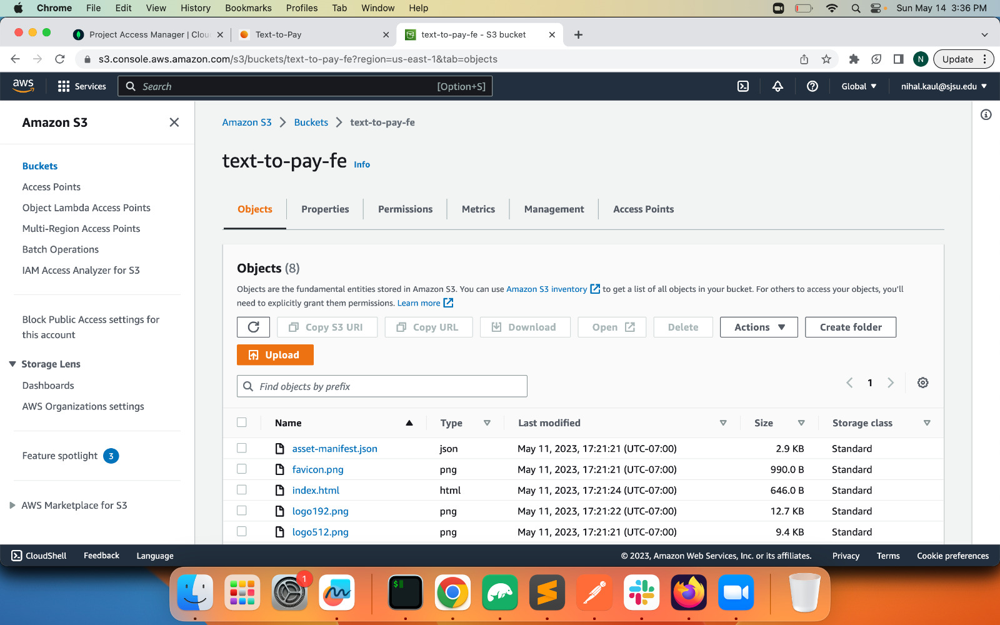 Chrome File Edit View History Bookmarks Profiles Tab Window Help Sun May 14 3:36 PM
Project Access Manager | Clou Text-to-Pay text-to-pay-fe - S3 bucket
s3.console.aws.amazon.com/s3/buckets/text-to-pay-fe?region=us-east-1&tab=objects N Update
aws Services Search [Option+S] Global nihal.kaul@sjsu.edu
Amazon S3
Buckets
Access Points
Object Lambda Access Points
Multi-Region Access Points
Batch Operations
IAM Access Analyzer for S3
Block Public Access settings for
this account
Storage Lens
Dashboards
AWS Organizations settings
Feature spotlight 3
AWS Marketplace for S3
Amazon S3 Buckets text-to-pay-fe
text-to-pay-fe Info
Objects Properties Permissions Metrics Management Access Points
Objects (8)
Objects are the fundamental entities stored in Amazon S3. You can use Amazon S3 inventory to get a list of all objects in your bucket. For others to access your objects, you'll
need to explicitly grant them permissions. Learn more
Copy S3 URI Copy URL Download Open Delete Actions Create folder
Upload
Find objects by prefix 1
Name Type Last modified Size Storage class
asset-manifest.json json May 11, 2023, 17:21:21 (UTC-07:00) 2.9 KB Standard
favicon.png png May 11, 2023, 17:21:21 (UTC-07:00) 990.0 B Standard
index.html html May 11, 2023, 17:21:24 (UTC-07:00) 646.0 B Standard
logo192.png png May 11, 2023, 17:21:22 (UTC-07:00) 12.7 KB Standard
logo512.png png May 11, 2023, 17:21:21 (UTC-07:00) 9.4 KB Standard
CloudShell Feedback Language © 2023, Amazon Web Services, Inc. or its affiliates. Privacy Terms Cookie preferences
1
$